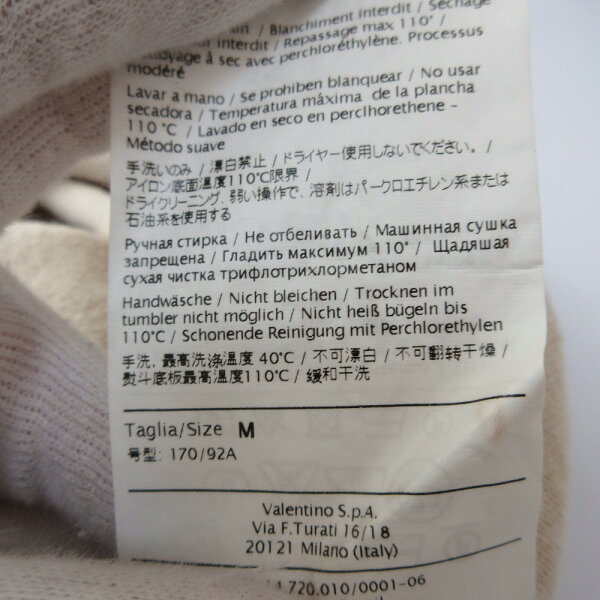 / Blanchiment interdit / Séchage
interdit / Repassage max 110° /
à sec avec perchloréthylène. Processus
modéré
Lavar a mano / Se prohiben blanquear / No usar
secadora / Temperatura máxima de la plancha
110 °C / Lavado en seco en perclhorethene -
Método suave
手洗いのみ / 漂白禁止 / ドライヤー使用しないでください。 /
アイロン底面温度110°C限界 /
ドライクリーニング、弱い操作で、溶剤はパークロエチレン系または
石油系を使用する
Ручная стирка / Не отбеливать / Машинная сушка
запрещена / Гладить максимум 110° / Щадяшая
сухая чистка трифлотрихлорметаном
Handwäsche / Nicht bleichen / Trocknen im
tumbler nicht möglich / Nicht heiß bügeln bis
110°C / Schonende Reinigung mit Perchlorethylen
手洗, 最高洗涤温度 40°C / 不可漂白 / 不可翻转干燥 /
熨斗底板最高温度110°C / 缓和干洗
Taglia/Size M
号型: 170/92A
Valentino S.p.A.
Via F.Turati 16/18
20121 Milano (Italy)
720.010/0001-06